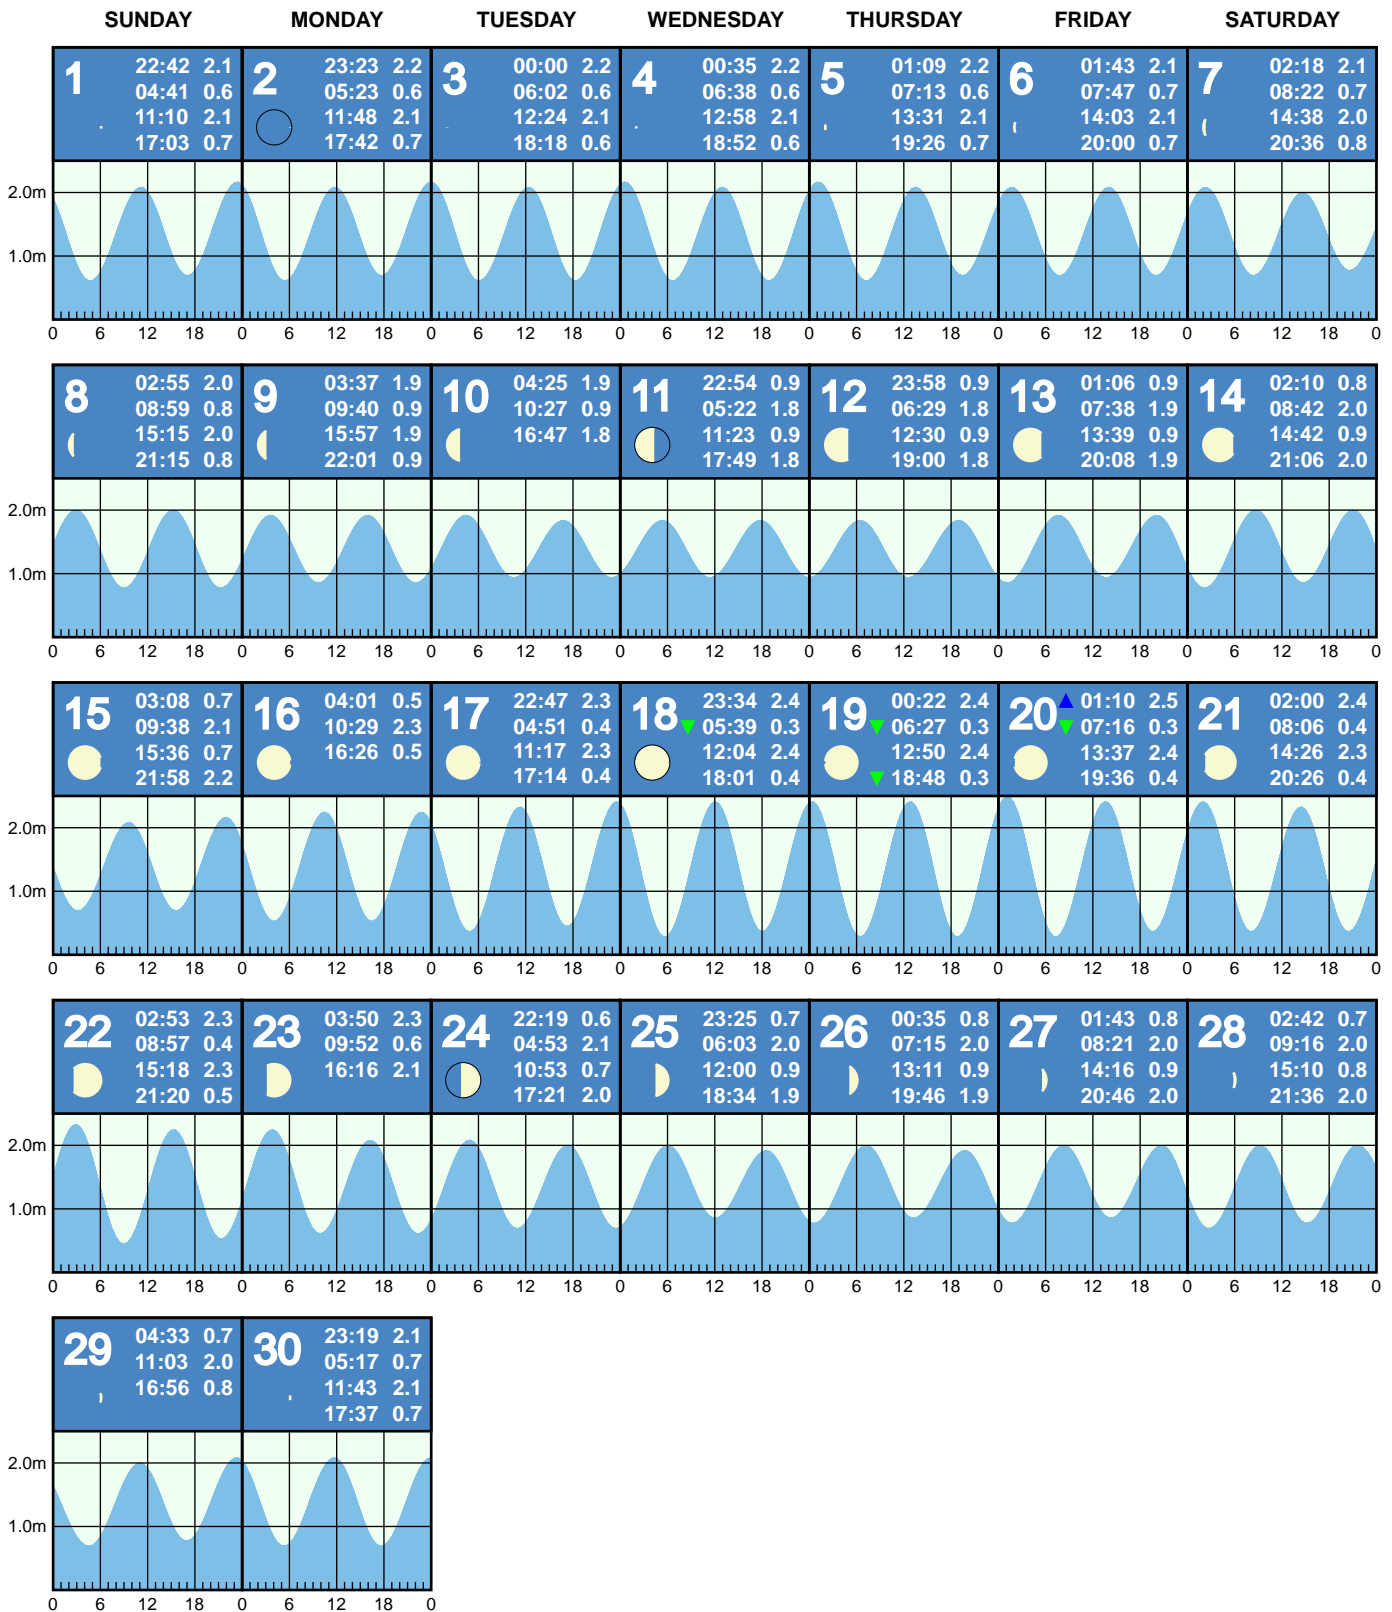 SUNDAY MONDAY TUESDAY WEDNESDAY THURSDAY FRIDAY SATURDAY
1 22:42 2.1
04:41 0.6
11:10 2.1
17:03 0.7
2 23:23 2.2
05:23 0.6
11:48 2.1
17:42 0.7
3 00:00 2.2
06:02 0.6
12:24 2.1
18:18 0.6
4 00:35 2.2
06:38 0.6
12:58 2.1
18:52 0.6
5 01:09 2.2
07:13 0.6
13:31 2.1
19:26 0.7
6 01:43 2.1
07:47 0.7
14:03 2.1
20:00 0.7
7 02:18 2.1
08:22 0.7
14:38 2.0
20:36 0.8
2.0m
1.0m
0 6 12 18 0 6 12 18 0 6 12 18 0 6 12 18 0 6 12 18 0 6 12 18 0 6 12 18 0
8 02:55 2.0
08:59 0.8
15:15 2.0
21:15 0.8
9 03:37 1.9
09:40 0.9
15:57 1.9
22:01 0.9
10 04:25 1.9
10:27 0.9
16:47 1.8
11 22:54 0.9
05:22 1.8
11:23 0.9
17:49 1.8
12 23:58 0.9
06:29 1.8
12:30 0.9
19:00 1.8
13 01:06 0.9
07:38 1.9
13:39 0.9
20:08 1.9
14 02:10 0.8
08:42 2.0
14:42 0.9
21:06 2.0
2.0m
1.0m
0 6 12 18 0 6 12 18 0 6 12 18 0 6 12 18 0 6 12 18 0 6 12 18 0 6 12 18 0
15 03:08 0.7
09:38 2.1
15:36 0.7
21:58 2.2
16 04:01 0.5
10:29 2.3
16:26 0.5
17 22:47 2.3
04:51 0.4
11:17 2.3
17:14 0.4
18 23:34 2.4
05:39 0.3
12:04 2.4
18:01 0.4
19 00:22 2.4
06:27 0.3
12:50 2.4
18:48 0.3
20 01:10 2.5
07:16 0.3
13:37 2.4
19:36 0.4
21 02:00 2.4
08:06 0.4
14:26 2.3
20:26 0.4
2.0m
1.0m
0 6 12 18 0 6 12 18 0 6 12 18 0 6 12 18 0 6 12 18 0 6 12 18 0 6 12 18 0
22 02:53 2.3
08:57 0.4
15:18 2.3
21:20 0.5
23 03:50 2.3
09:52 0.6
16:16 2.1
24 22:19 0.6
04:53 2.1
10:53 0.7
17:21 2.0
25 23:25 0.7
06:03 2.0
12:00 0.9
18:34 1.9
26 00:35 0.8
07:15 2.0
13:11 0.9
19:46 1.9
27 01:43 0.8
08:21 2.0
14:16 0.9
20:46 2.0
28 02:42 0.7
09:16 2.0
15:10 0.8
21:36 2.0
2.0m
1.0m
0 6 12 18 0 6 12 18 0 6 12 18 0 6 12 18 0 6 12 18 0 6 12 18 0 6 12 18 0
29 04:33 0.7
11:03 2.0
16:56 0.8
30 23:19 2.1
05:17 0.7
11:43 2.1
17:37 0.7
2.0m
1.0m
0 6 12 18 0 6 12 18 0